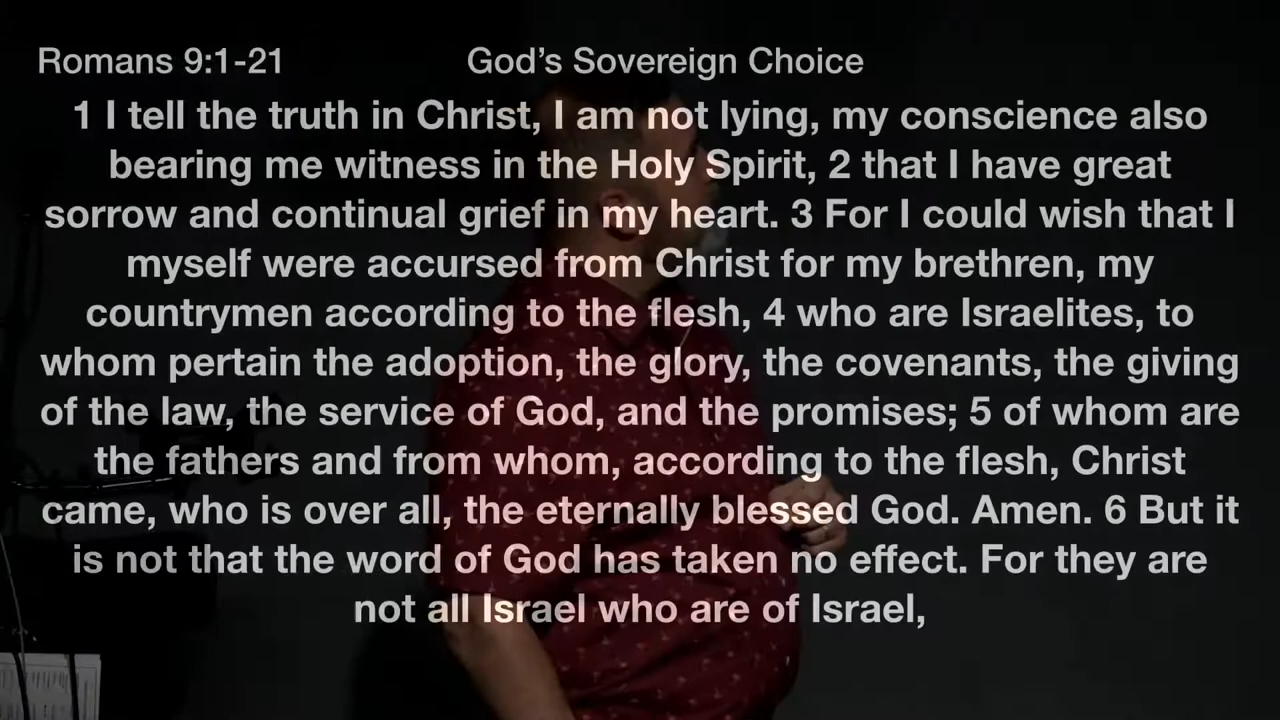 Romans 9:1-21 God's Sovereign Choice
1 I tell the truth in Christ, I am not lying, my conscience also
bearing me witness in the Holy Spirit, 2 that I have great
sorrow and continual grief in my heart. 3 For I could wish that I
myself were accursed from Christ for my brethren, my
countrymen according to the flesh, 4 who are Israelites, to
whom pertain the adoption, the glory, the covenants, the giving
of the law, the service of God, and the promises; 5 of whom are
the fathers and from whom, according to the flesh, Christ
came, who is over all, the eternally blessed God. Amen. 6 But it
is not that the word of God has taken no effect. For they are
not all Israel who are of Israel,